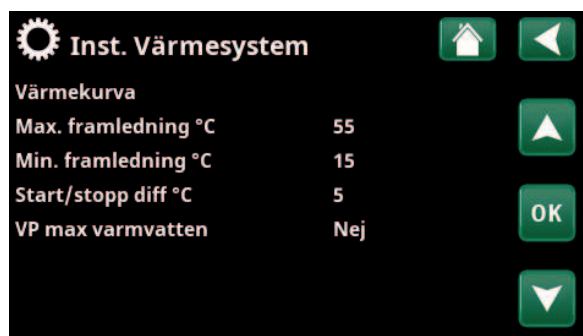 Inst. Värmesystem
Värmekurva
Max. framledning °C 55
Min. framledning °C 15
Start/stopp diff °C 5
OK
VP max varmvatten Nej